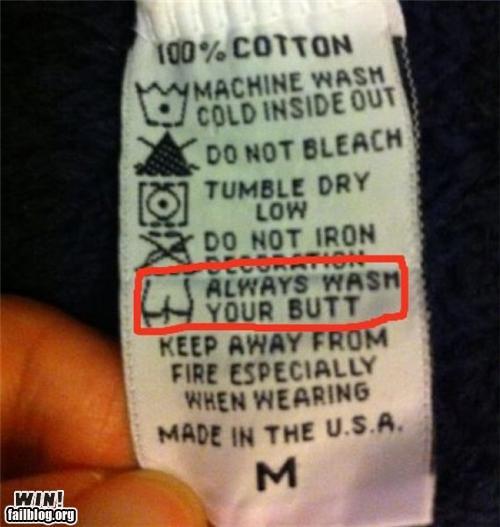 100% COTTON
MACHINE WASH
COLD INSIDE OUT
DO NOT BLEACH
TUMBLE DRY
LOW
DO NOT IRON
DECORATION
ALWAYS WASH
YOUR BUTT
KEEP AWAY FROM
FIRE ESPECIALLY
WHEN WEARING
MADE IN THE U.S.A.
M
WIN!
failblog.org